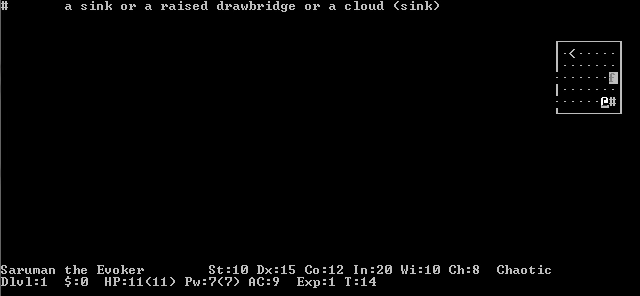 #       a sink or a raised drawbridge or a cloud (sink)
.<.....
.......
.......f
.......
......@#
Saruman the Evoker         St:10 Dx:15 Co:12 In:20 Wi:10 Ch:8  Chaotic
Dlvl:1  $:0  HP:11(11) Pw:7(7) AC:9  Exp:1 T:14